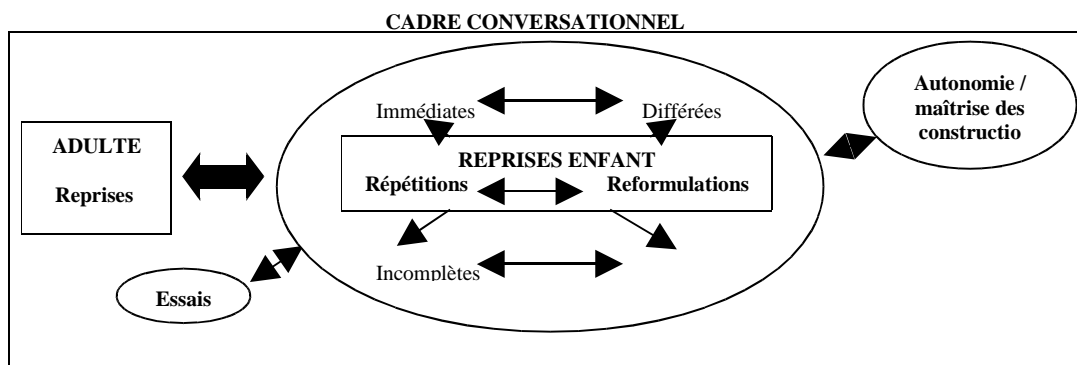 CADRE CONVERSATIONNEL
Autonomie /
maîtrise des
constructio
Immédiates
Différées
ADULTE
Reprises
REPRISES ENFANT
Répétitions
Reformulations
Incomplètes
Essais